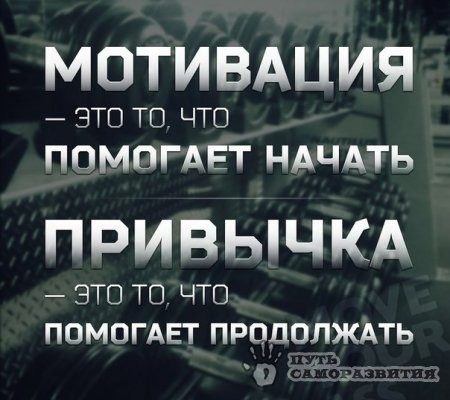 МОТИВАЦИЯ
– ЭТО ТО, ЧТО
ПОМОГАЕТ НАЧАТЬ
ПРИВЫЧКА
– ЭТО ТО, ЧТО
ПОМОГАЕТ ПРОДОЛЖАТЬ
ПУТЬ
САМОРАЗВИТИЯ